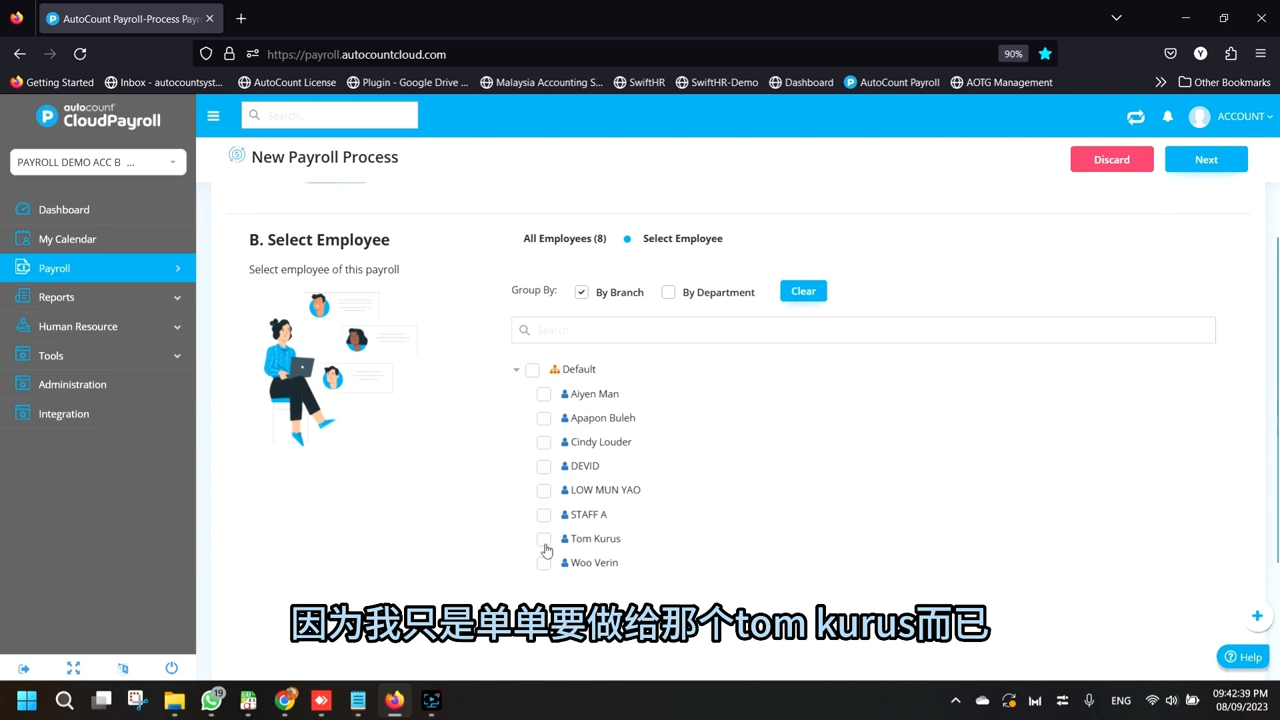 AutoCount Payroll-Process Payr
https://payroll.autocountcloud.com
90%
Getting Started
Inbox - autocountsyst...
AutoCount License
Plugin - Google Drive ...
Malaysia Accounting S...
SwiftHR
SwiftHR-Demo
Dashboard
AutoCount Payroll
AOTG Management
Other Bookmarks
autocount
CloudPayroll
Search...
ACCOUNT
PAYROLL DEMO ACC B ...
New Payroll Process
Discard
Next
Dashboard
My Calendar
Payroll
Reports
Human Resource
Tools
Administration
Integration
B. Select Employee
Select employee of this payroll
All Employees (8)
Select Employee
Group By:
By Branch
By Department
Clear
Search
Default
Aiyen Man
Apapon Buleh
Cindy Louder
DEVID
LOW MUN YAO
STAFF A
Tom Kurus
Woo Verin
因为我只是单单要做给那个tom kurus而已
Help
19
ENG
09:42:39 PM
08/09/2023